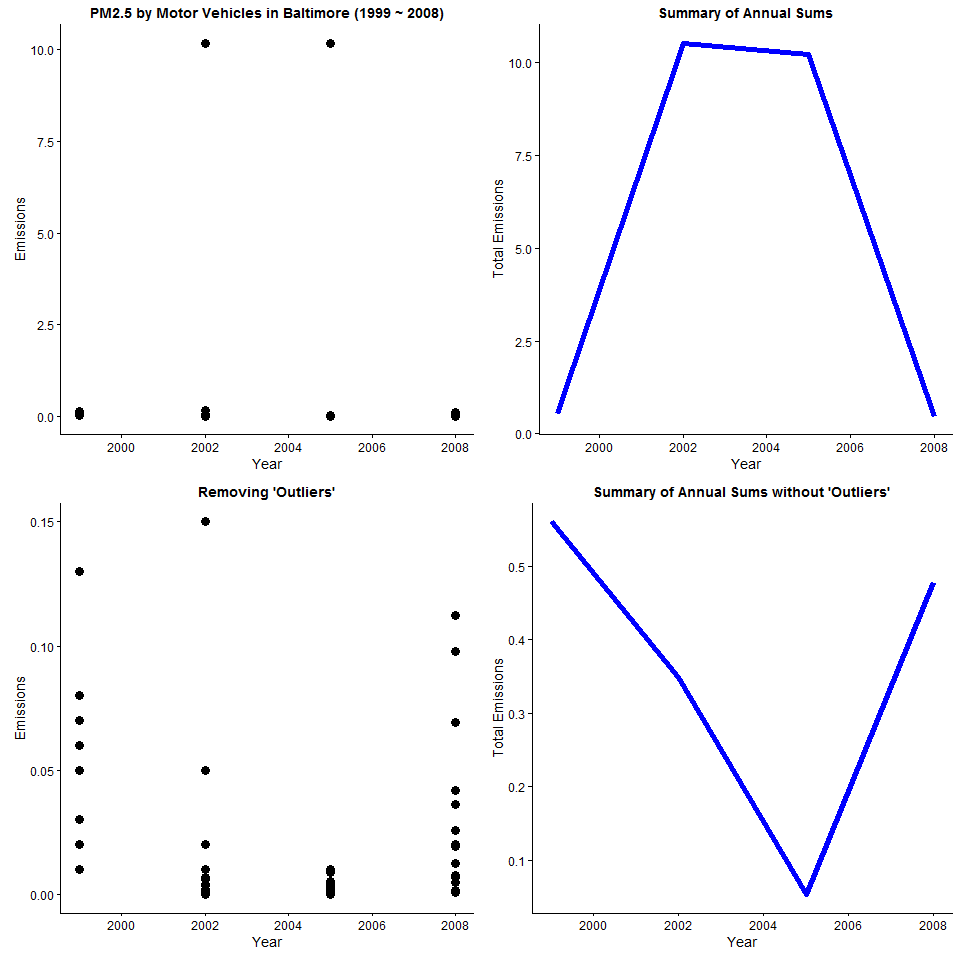 PM2.5 by Motor Vehicles in Baltimore (1999 ~ 2008)
10.0
7.5
5.0
2.5
0.0
Emissions
2000 2002 2004 2006 2008
Year
Summary of Annual Sums
10.0
7.5
5.0
2.5
0.0
Total Emissions
2000 2002 2004 2006 2008
Year
Removing 'Outliers'
0.15
0.10
0.05
0.00
Emissions
2000 2002 2004 2006 2008
Year
Summary of Annual Sums without 'Outliers'
0.5
0.4
0.3
0.2
0.1
Total Emissions
2000 2002 2004 2006 2008
Year